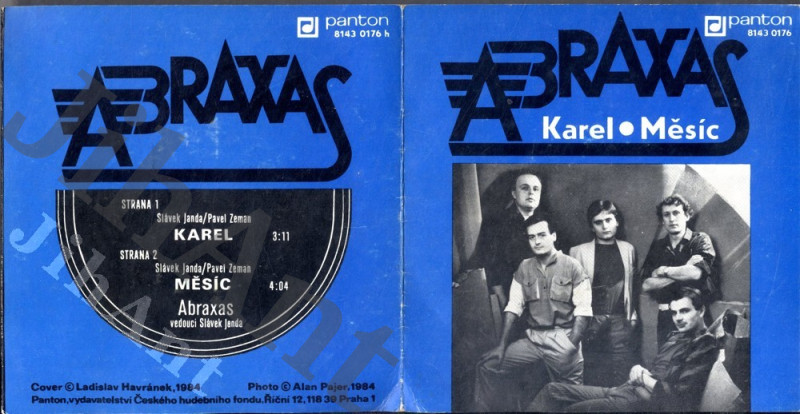 panton
8143 0176 h
ABRAXAS
STRANA 1
Slávek Janda/Pavel Zeman
KAREL 3:11
STRANA 2
Slávek Janda/Pavel Zeman
MĚSÍC 4:04
Abraxas
vedoucí Slávek Janda
Cover © Ladislav Havránek,1984 Photo © Alan Pajer,1984
Panton,vydavatelství Českého hudebního fondu.Říční 12,118 39 Praha 1
panton
8143 0176
ABRAXAS
Karel • Měsíc
JihAnt
JihAnt